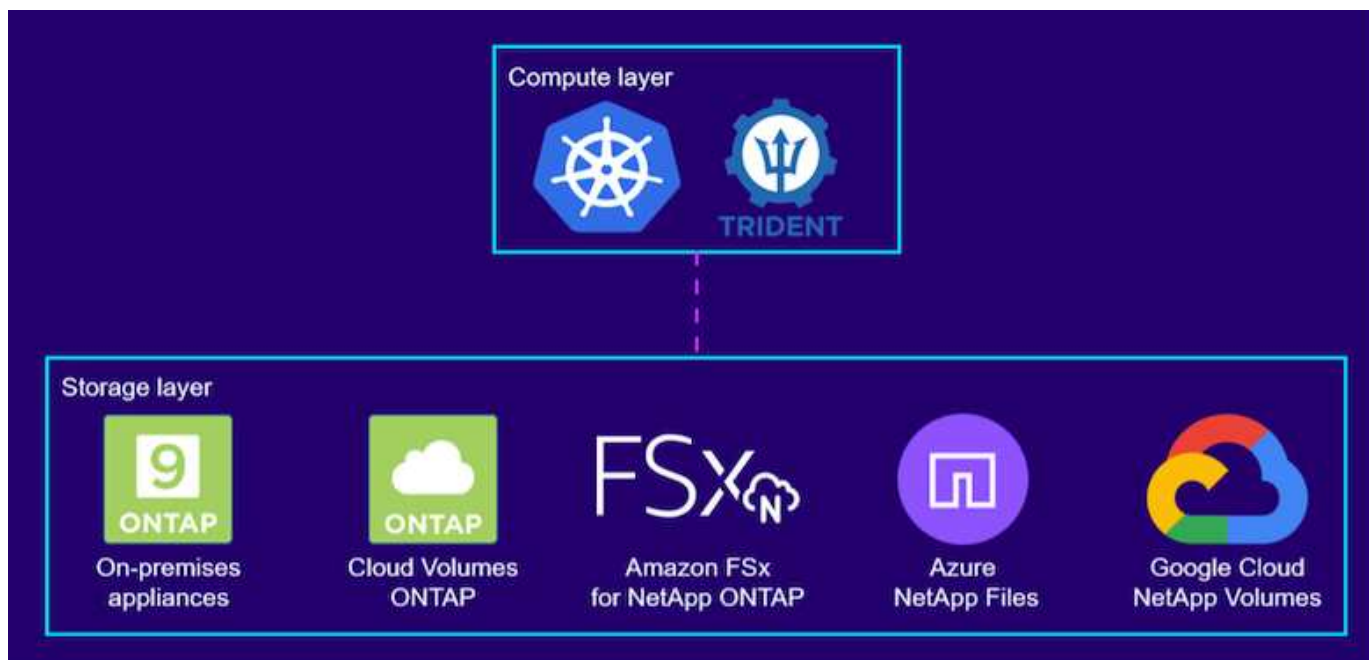 Compute layer
TRIDENT
Storage layer
9
ONTAP
On-premises
appliances
ONTAP
Cloud Volumes
ONTAP
FSx
N
Amazon FSx
for NetApp ONTAP
Azure
NetApp Files
Google Cloud
NetApp Volumes